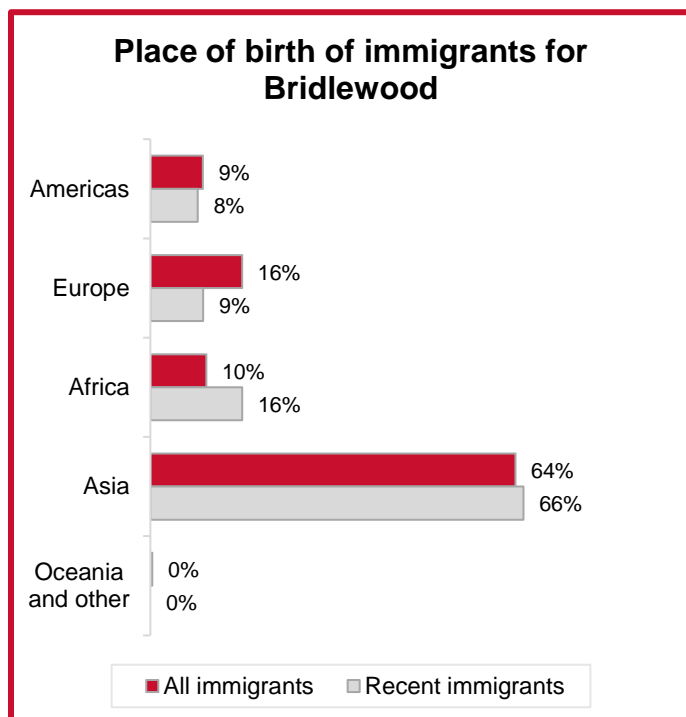 Place of birth of immigrants for
Bridlewood
Americas
9%
8%
Europe
16%
9%
Africa
10%
16%
Asia
64%
66%
Oceania
and other
0%
0%
All immigrants
Recent immigrants